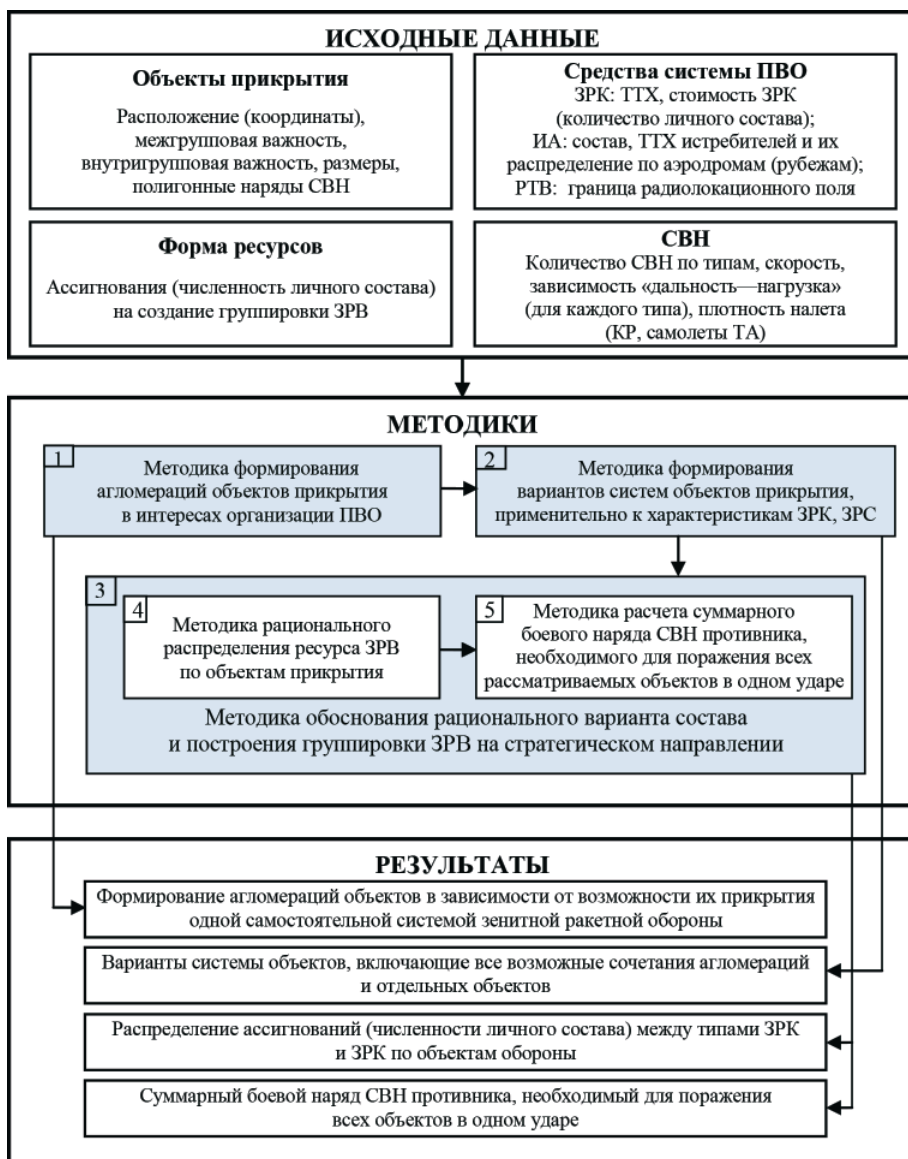 ИСХОДНЫЕ ДАННЫЕ
Объекты прикрытия
Расположение (координаты),
межгрупповая важность,
внутригрупповая важность, размеры,
полигонные наряды СВН
Средства системы ПВО
ЗРК: ТТХ, стоимость ЗРК
(количество личного состава);
ИА: состав, ТТХ истребителей и их
распределение по аэродромам (рубежам);
РТВ: граница радиолокационного поля
Форма ресурсов
Ассигнования (численность личного состава)
на создание группировки ЗРВ
СВН
Количество СВН по типам, скорость,
зависимость «дальность—нагрузка»
(для каждого типа), плотность налета
(КР, самолеты ТА)
МЕТОДИКИ
1
Методика формирования
агломераций объектов прикрытия
в интересах организации ПВО
2
Методика формирования
вариантов систем объектов прикрытия,
применительно к характеристикам ЗРК, ЗРС
3
4
Методика рационального
распределения ресурса ЗРВ
по объектам прикрытия
5
Методика расчета суммарного
боевого наряда СВН противника,
необходимого для поражения всех
рассматриваемых объектов в одном ударе
Методика обоснования рационального варианта состава
и построения группировки ЗРВ на стратегическом направлении
РЕЗУЛЬТАТЫ
Формирование агломераций объектов в зависимости от возможности их прикрытия
одной самостоятельной системой зенитной ракетной обороны
Варианты системы объектов, включающие все возможные сочетания агломераций
и отдельных объектов
Распределение ассигнований (численности личного состава) между типами ЗРК
и ЗРК по объектам обороны
Суммарный боевой наряд СВН противника, необходимый для поражения
всех объектов в одном ударе